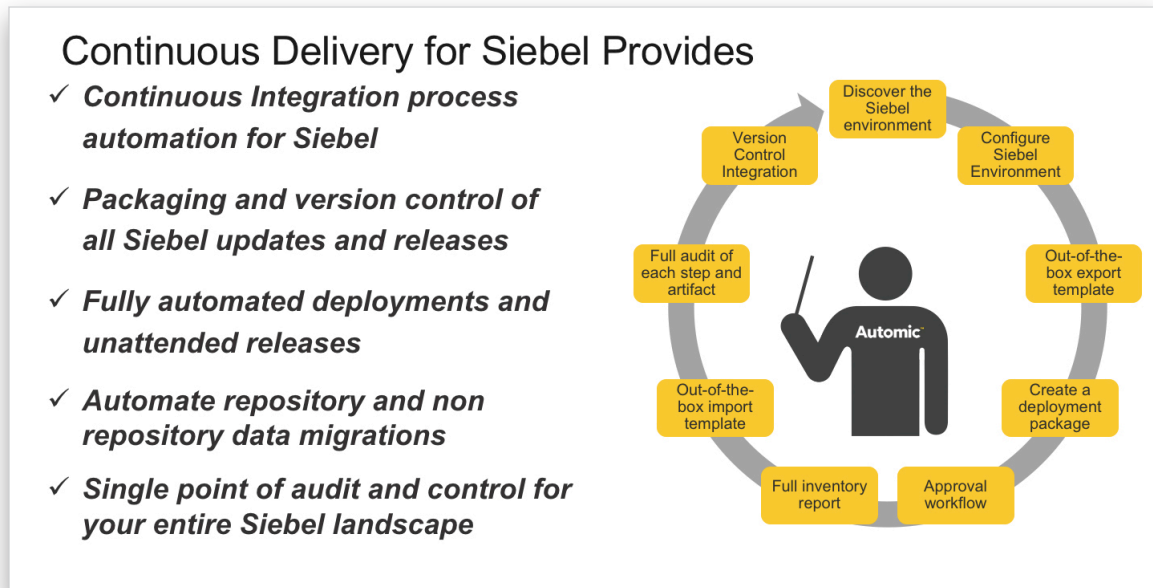 Continuous Delivery for Siebel Provides
✓ Continuous Integration process
automation for Siebel
✓ Packaging and version control of
all Siebel updates and releases
✓ Fully automated deployments and
unattended releases
✓ Automate repository and non
repository data migrations
✓ Single point of audit and control for
your entire Siebel landscape
Discover the
Siebel
environment
Configure
Siebel
Environment
Out-of-the-
box export
template
Create a
deployment
package
Approval
workflow
Full inventory
report
Out-of-the-
box import
template
Full audit of
each step and
artifact
Version
Control
Integration
Automic